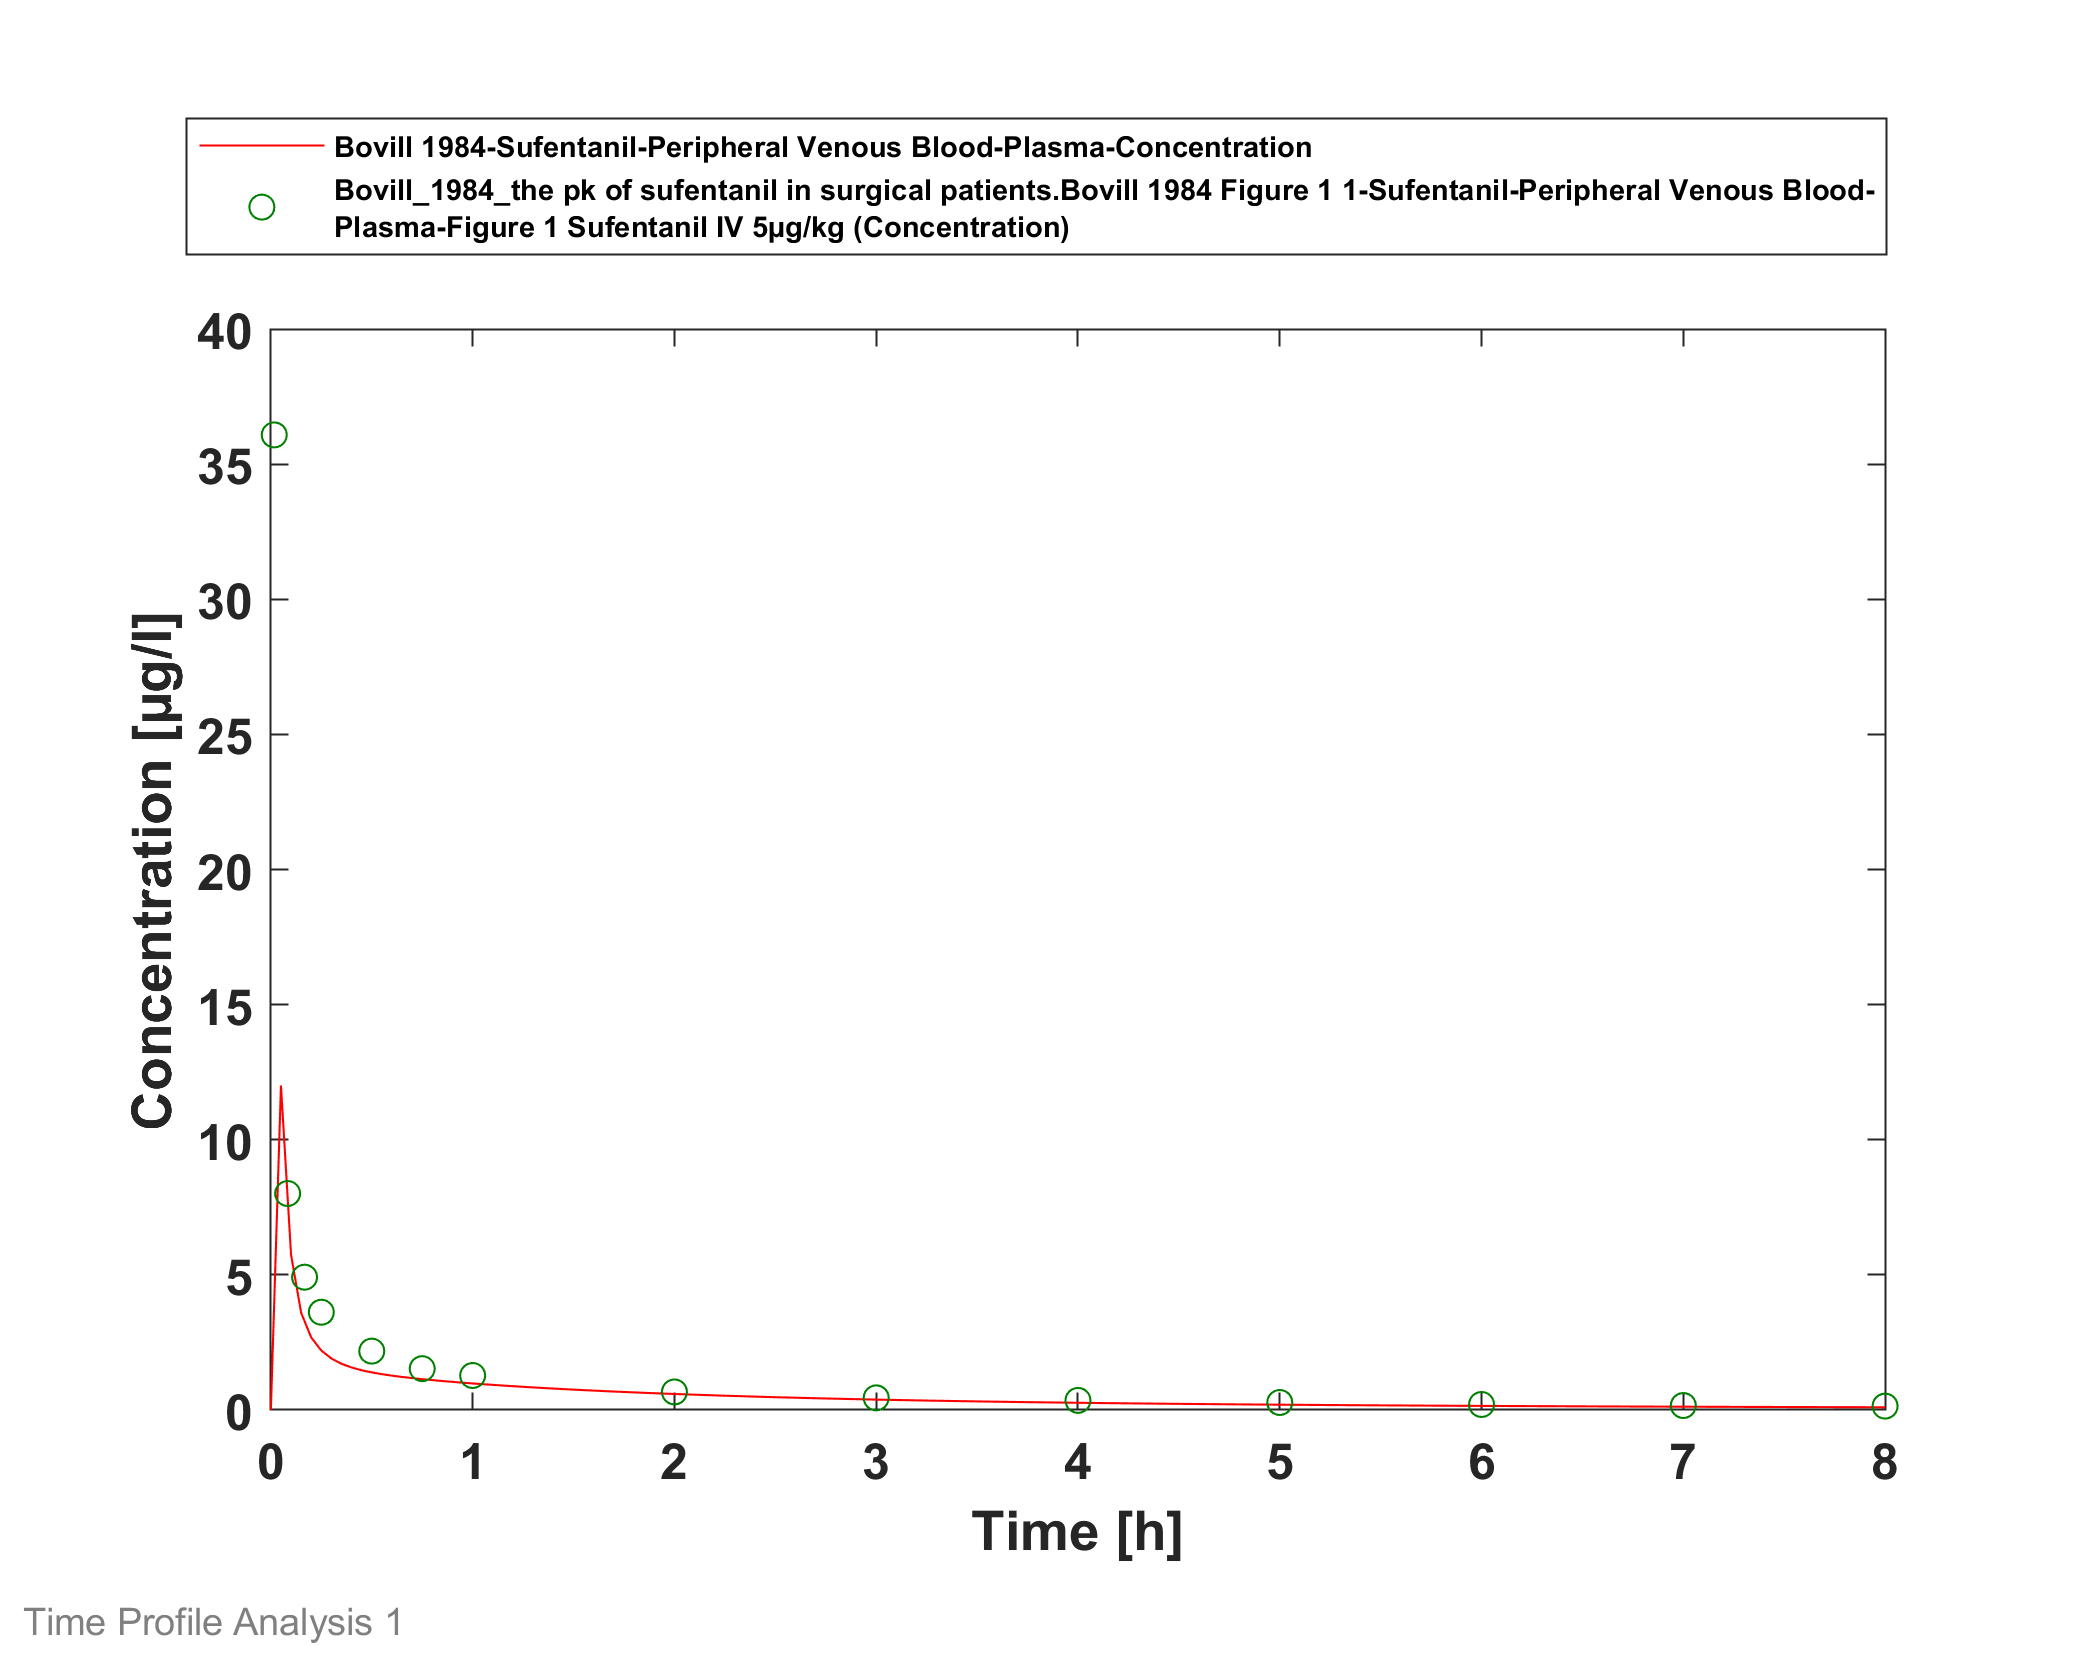 Bovill 1984-Sufentanil-Peripheral Venous Blood-Plasma-Concentration
Bovill_1984_the pk of sufentanil in surgical patients.Bovill 1984 Figure 1 1-Sufentanil-Peripheral Venous Blood-
Plasma-Figure 1 Sufentanil IV 5µg/kg (Concentration)
40
35
30
25
20
15
10
5
0
Concentration [µg/l]
0 1 2 3 4 5 6 7 8
Time [h]
Time Profile Analysis 1